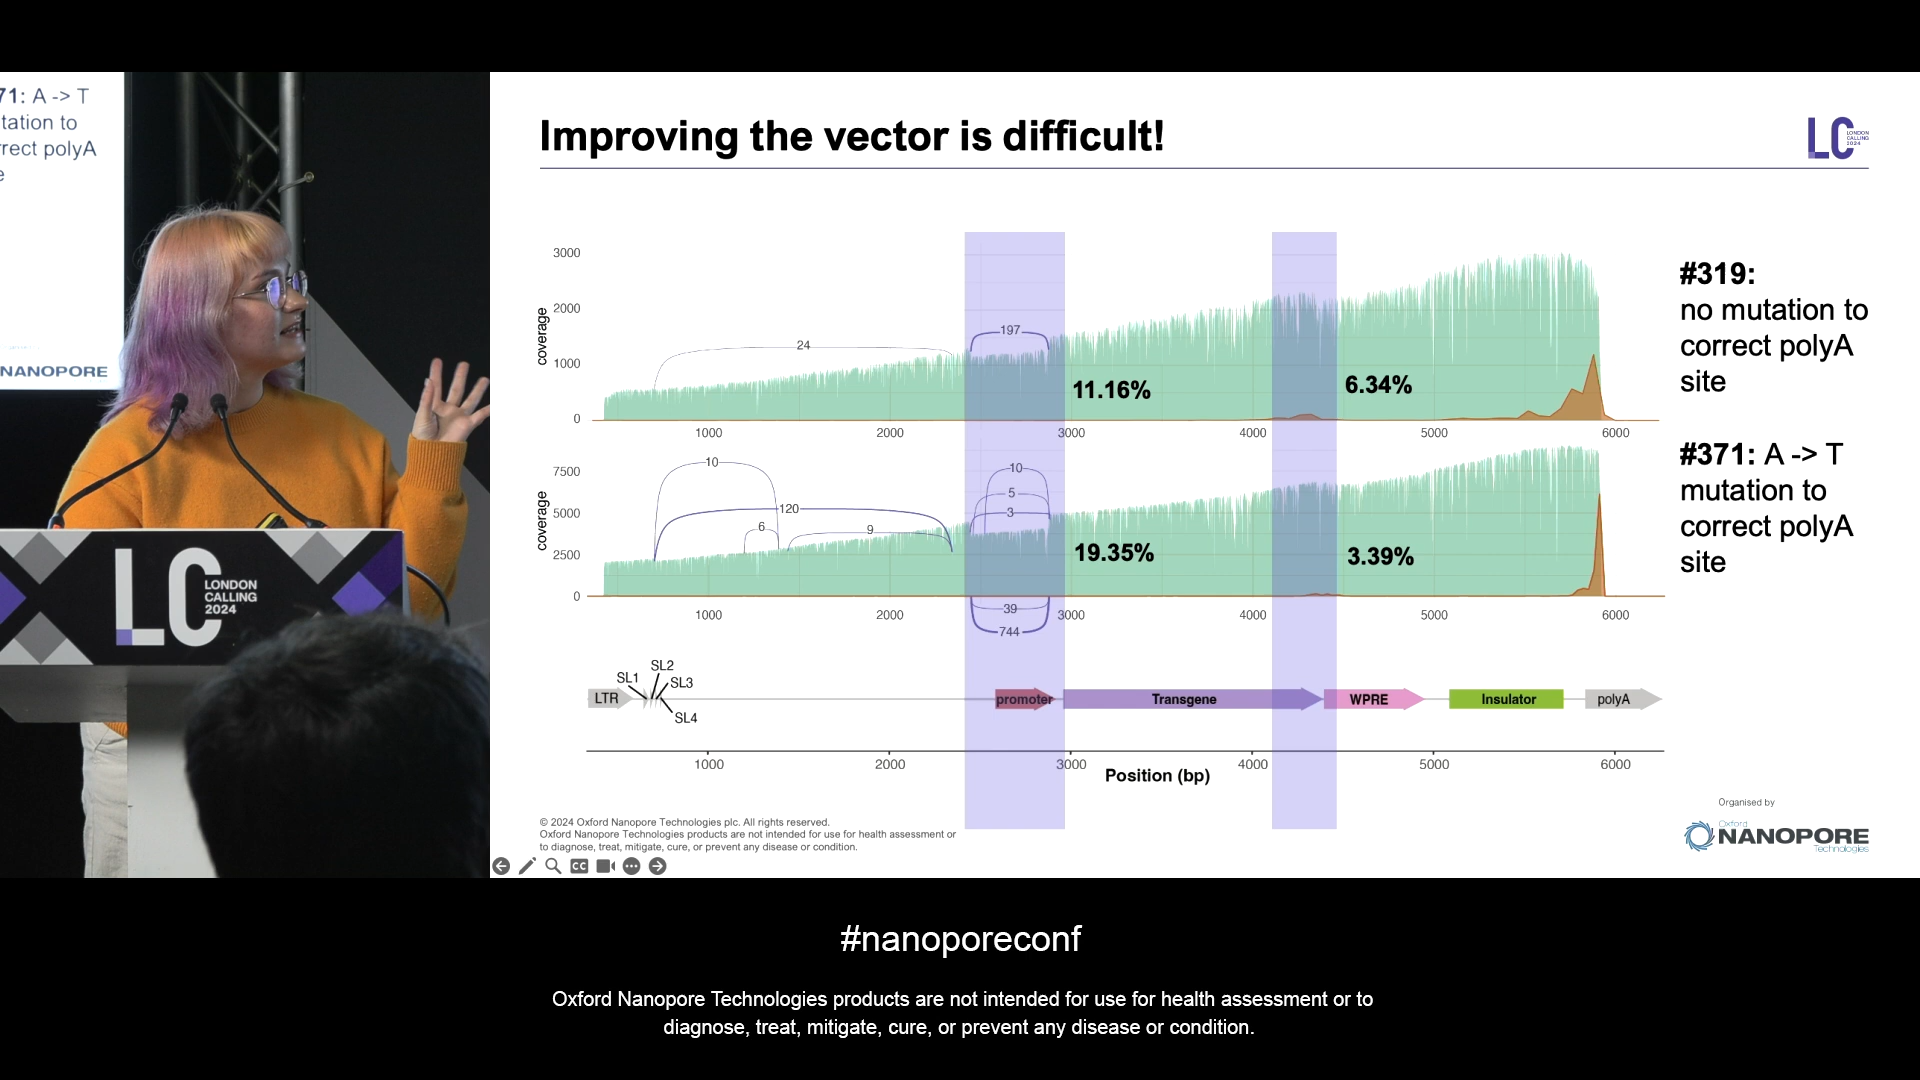 71: A -> T
tation to
rect polyA
e
NANOPORE
LC
LONDON
CALLING
2024
Improving the vector is difficult!
LC
LONDON
CALLING
2024
coverage
3000
2000
1000
0
24
197
11.16%
6.34%
1000 2000 3000 4000 5000 6000
#319:
no mutation to
correct polyA
site
coverage
7500
5000
2500
0
10
120
6
9
10
5
3
39
744
19.35%
3.39%
1000 2000 3000 4000 5000 6000
#371: A -> T
mutation to
correct polyA
site
LTR
SL1
SL2
SL3
SL4
promoter
Transgene
WPRE
Insulator
polyA
1000 2000 3000 4000 5000 6000
Position (bp)
© 2024 Oxford Nanopore Technologies plc. All rights reserved.
Oxford Nanopore Technologies products are not intended for use for health assessment or
to diagnose, treat, mitigate, cure, or prevent any disease or condition.
CC
Organised by
Oxford
NANOPORE
Technologies
#nanoporeconf
Oxford Nanopore Technologies products are not intended for use for health assessment or to
diagnose, treat, mitigate, cure, or prevent any disease or condition.